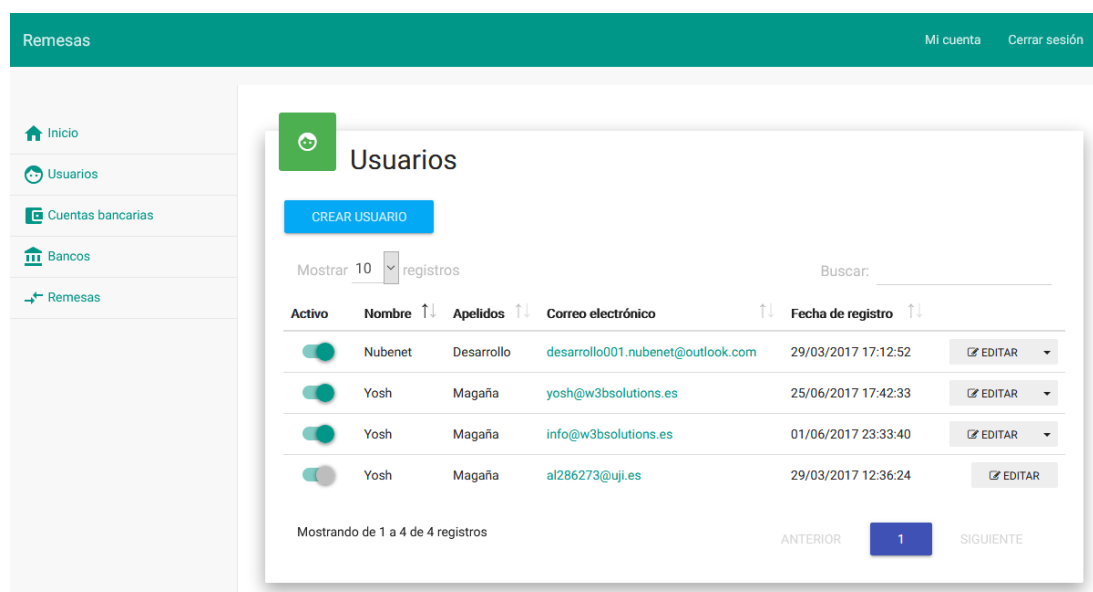 Remesas Mi cuenta Cerrar sesión
Inicio
Usuarios
Cuentas bancarias
Bancos
Remesas
Usuarios
CREAR USUARIO
Mostrar 10 registros Buscar:
Activo Nombre Apelidos Correo electrónico Fecha de registro
Nubenet Desarrollo desarrollo001.nubenet@outlook.com 29/03/2017 17:12:52 EDITAR
Yosh Magaña yosh@w3bsolutions.es 25/06/2017 17:42:33 EDITAR
Yosh Magaña info@w3bsolutions.es 01/06/2017 23:33:40 EDITAR
Yosh Magaña al286273@uji.es 29/03/2017 12:36:24 EDITAR
Mostrando de 1 a 4 de 4 registros ANTERIOR 1 SIGUIENTE